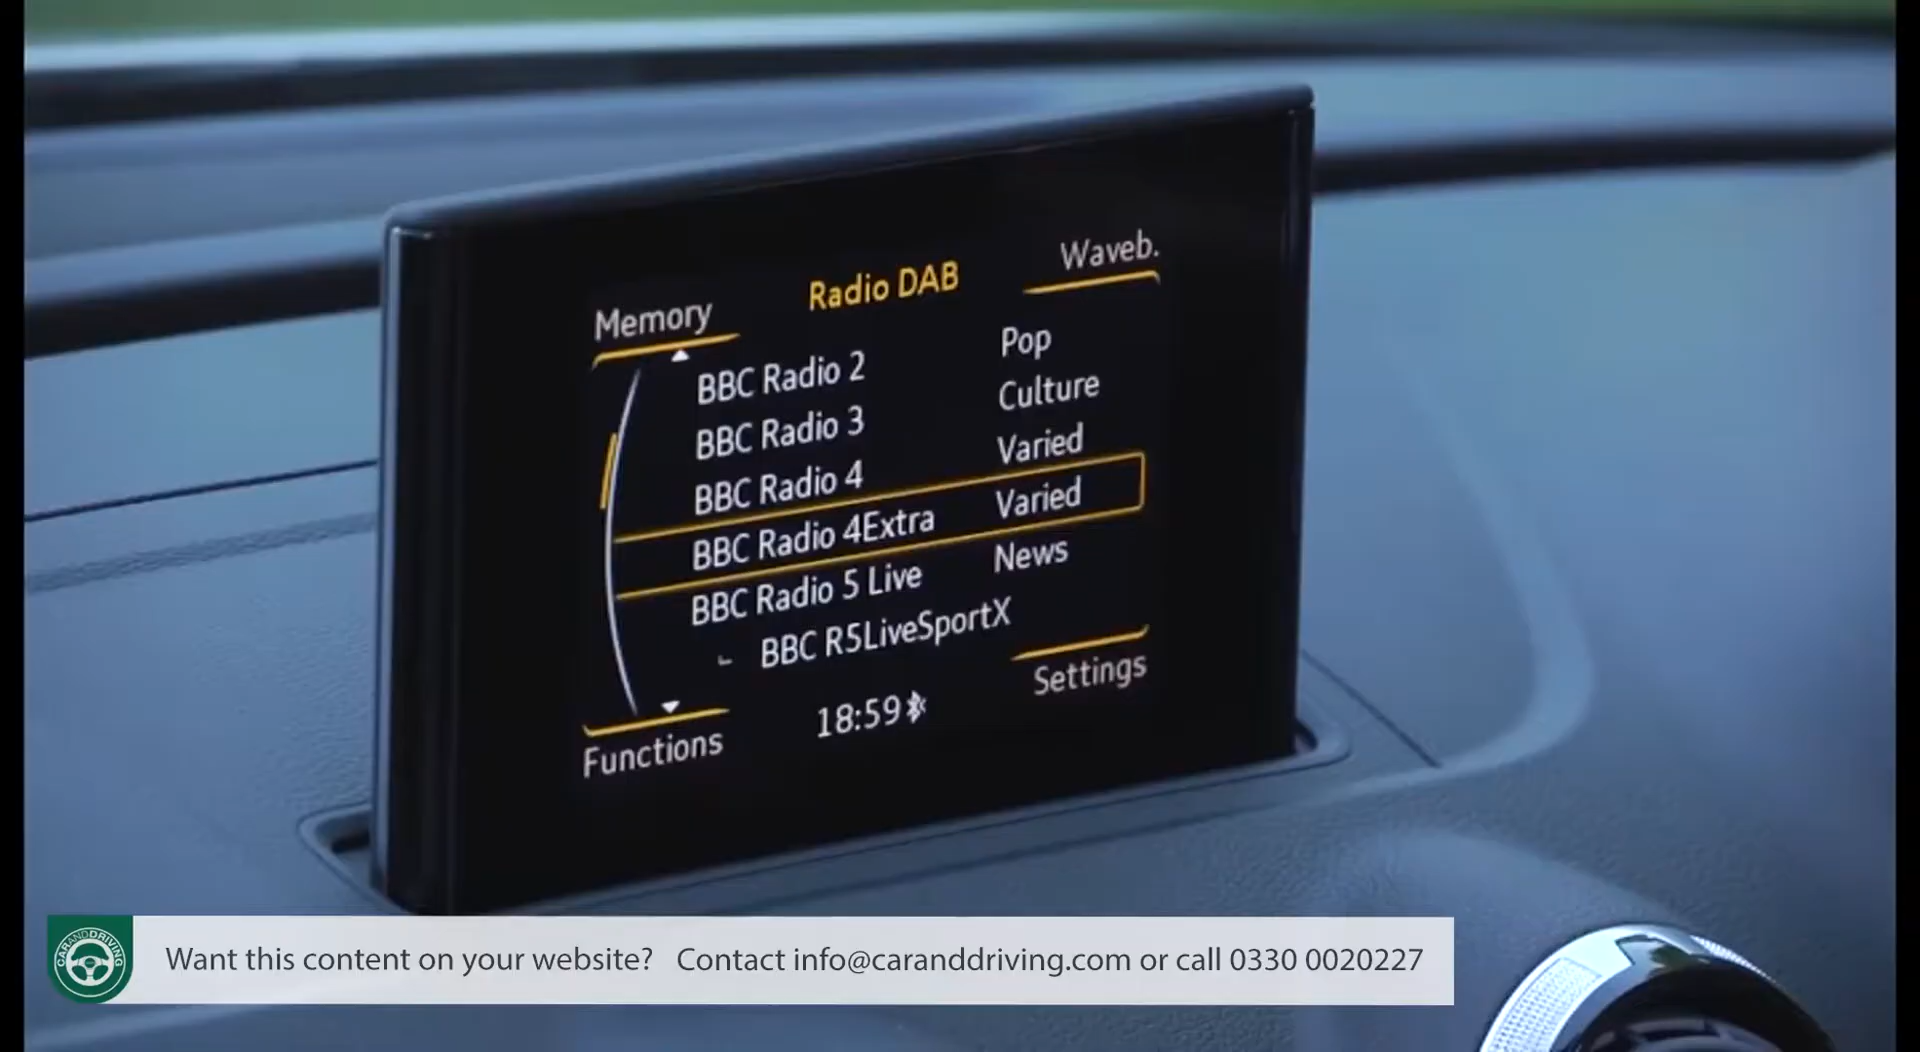 Memory
Radio DAB
Waveb.
BBC Radio 2 Pop
BBC Radio 3 Culture
BBC Radio 4 Varied
BBC Radio 4Extra Varied
BBC Radio 5 Live News
BBC R5LiveSportX
Functions
18:59
Settings
CARANDDRIVING
Want this content on your website? Contact info@caranddriving.com or call 0330 0020227